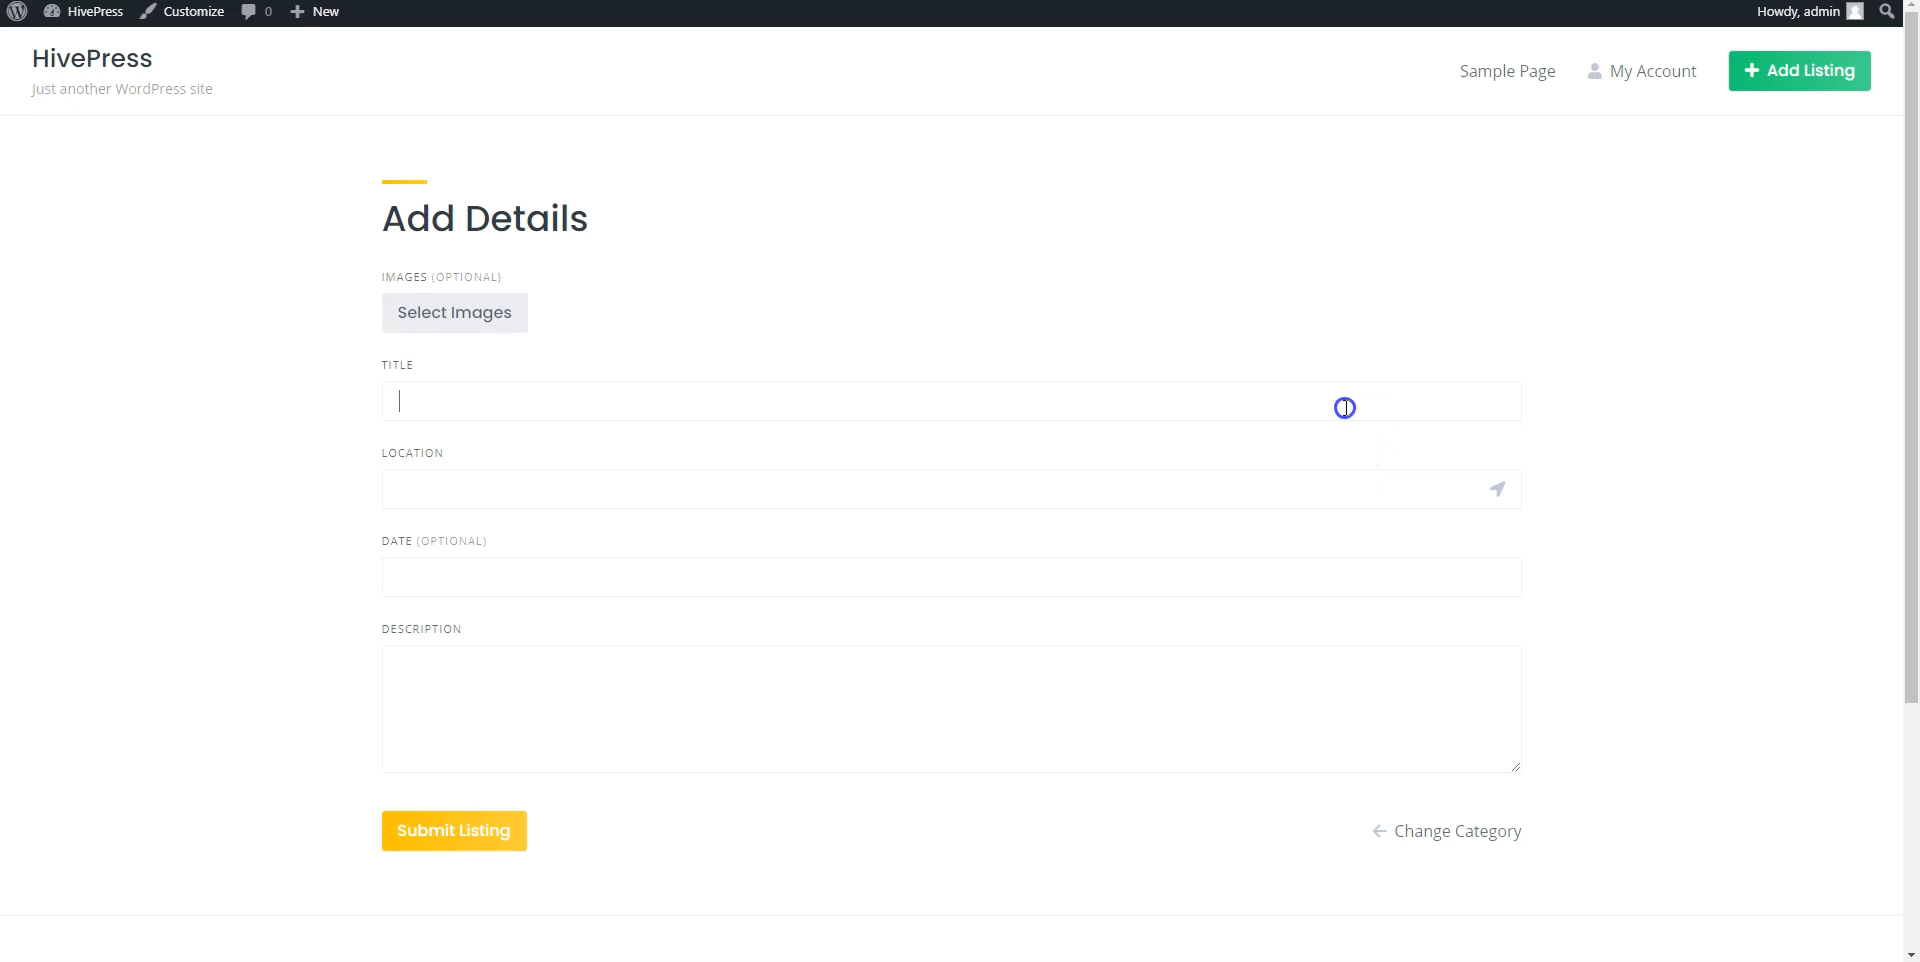 HivePress Customize 0 New Howdy, admin
HivePress
Just another WordPress site
Sample Page My Account Add Listing
Add Details
IMAGES (OPTIONAL)
Select Images
TITLE
LOCATION
DATE (OPTIONAL)
DESCRIPTION
Submit Listing Change Category